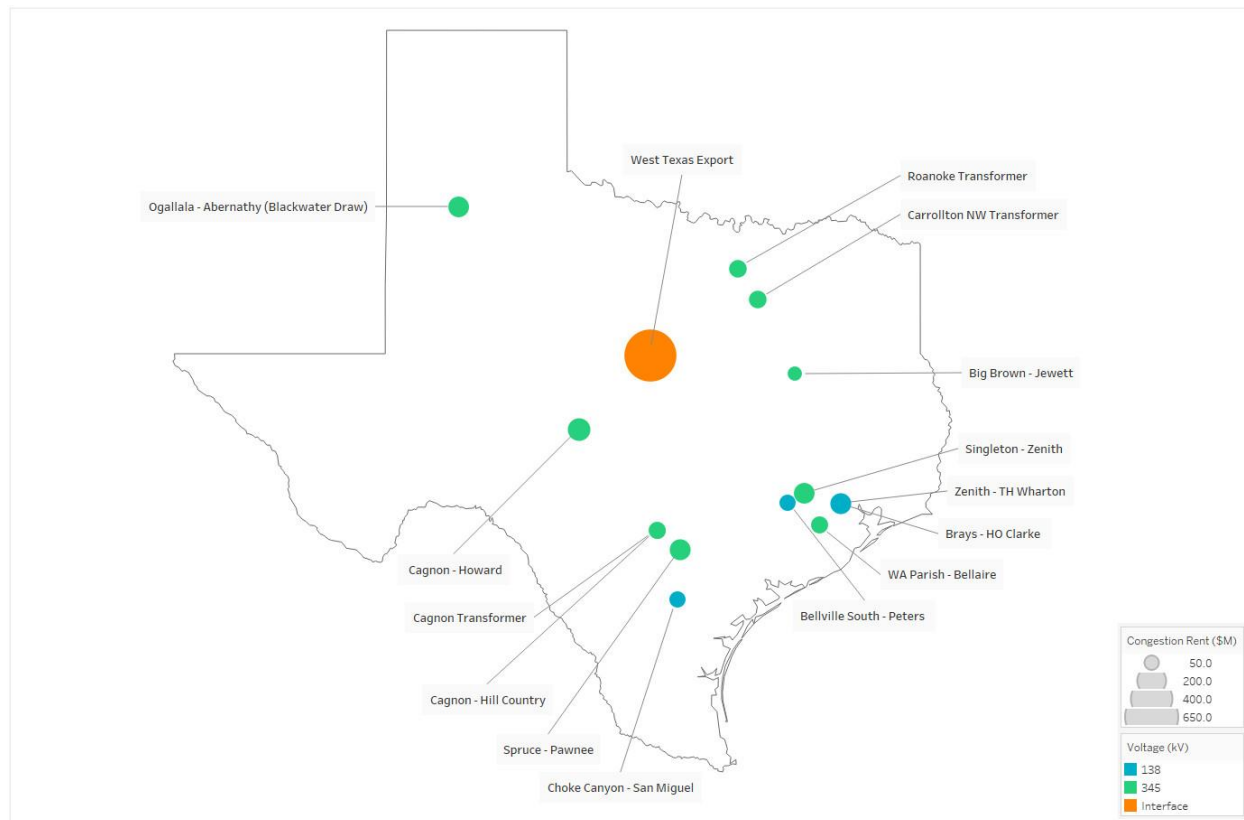 West Texas Export
Roanoke Transformer
Ogallala - Abernathy (Blackwater Draw)
Carrollton NW Transformer
Big Brown - Jewett
Singleton - Zenith
Zenith - TH Wharton
Brays - HO Clarke
Cagnon - Howard
WA Parish - Bellaire
Cagnon Transformer
Bellville South - Peters
Cagnon - Hill Country
Spruce - Pawnee
Choke Canyon - San Miguel
Congestion Rent ($M)
50.0
200.0
400.0
650.0
Voltage (kV)
138
345
Interface